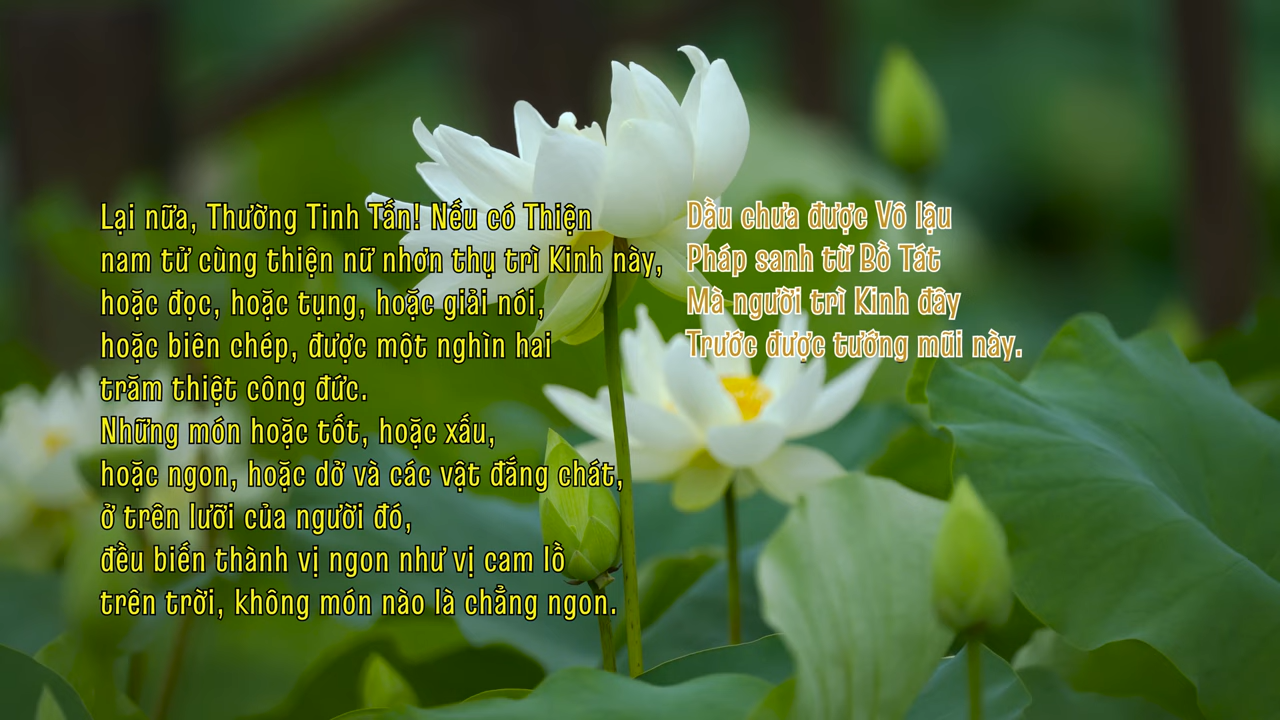 Lại nữa, Thường Tinh Tấn! Nếu có Thiện
nam tử cùng thiện nữ nhơn thụ trì Kinh này,
hoặc đọc, hoặc tụng, hoặc giải nói,
hoặc biên chép, được một nghìn hai
trăm thiệt công đức.
Những món hoặc tốt, hoặc xấu,
hoặc ngon, hoặc dở và các vật đắng chát,
ở trên lưỡi của người đó,
đều biến thành vị ngon như vị cam lồ
trên trời, không món nào là chẳng ngon.
Dầu chưa được Vô lậu
Pháp sanh từ Bồ Tát
Mà người trì Kinh đây
Trước được tướng mũi này.